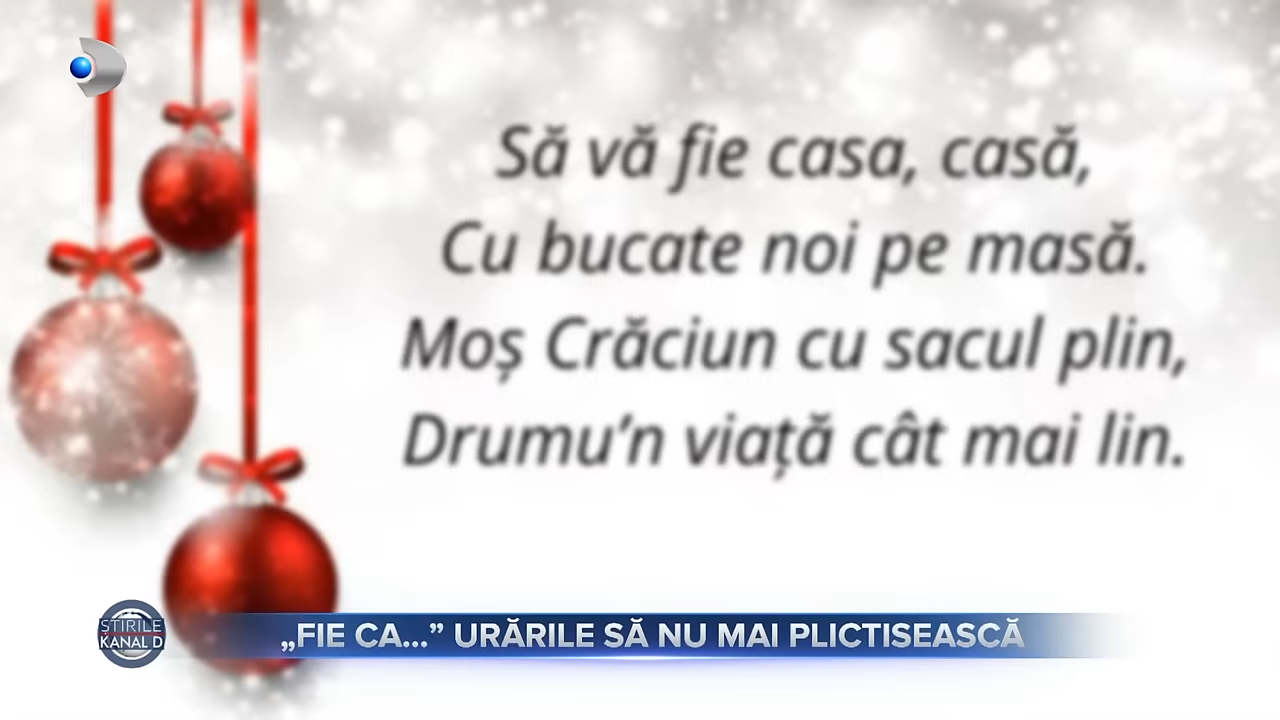 Să vă fie casa, casă,
Cu bucate noi pe masă.
Moș Crăciun cu sacul plin,
Drumu’n viață cât mai lin.
ȘTIRILE
KANAL D
„FIE CA...” URĂRILE SĂ NU MAI PLICTISEASCĂ